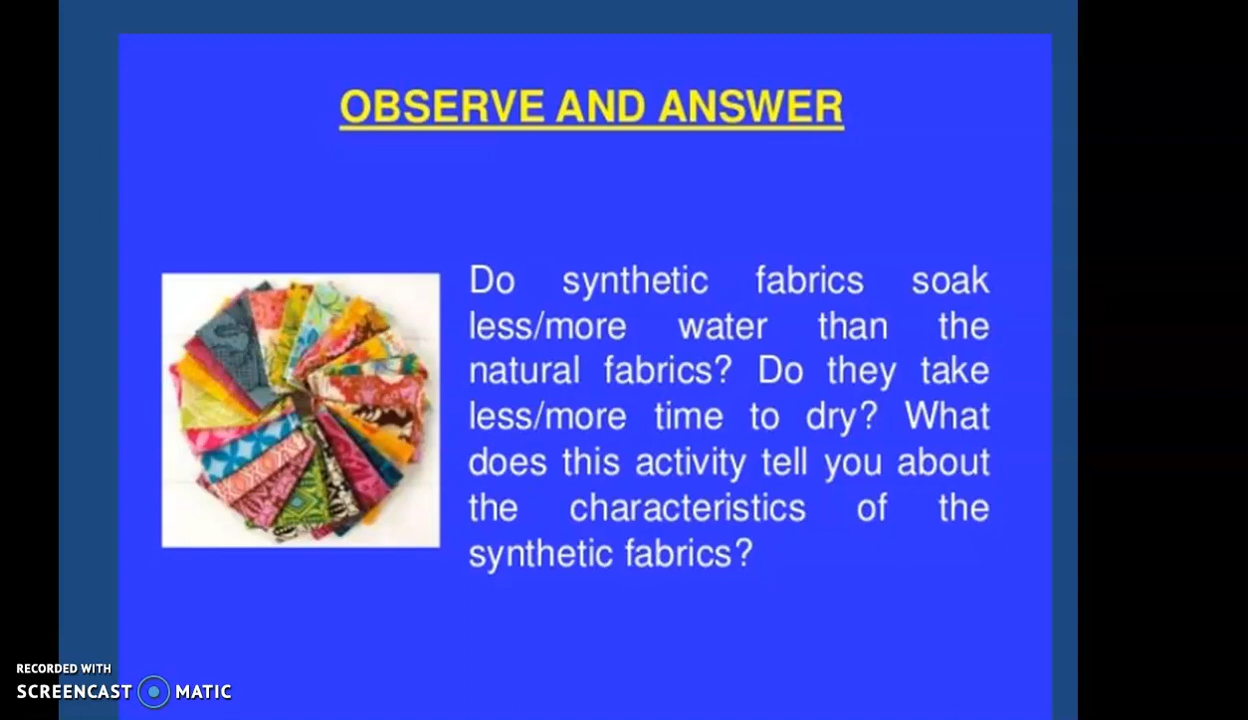 OBSERVE AND ANSWER
Do synthetic fabrics soak
less/more water than the
natural fabrics? Do they take
less/more time to dry? What
does this activity tell you about
the characteristics of the
synthetic fabrics?
RECORDED WITH
SCREENCAST MATIC